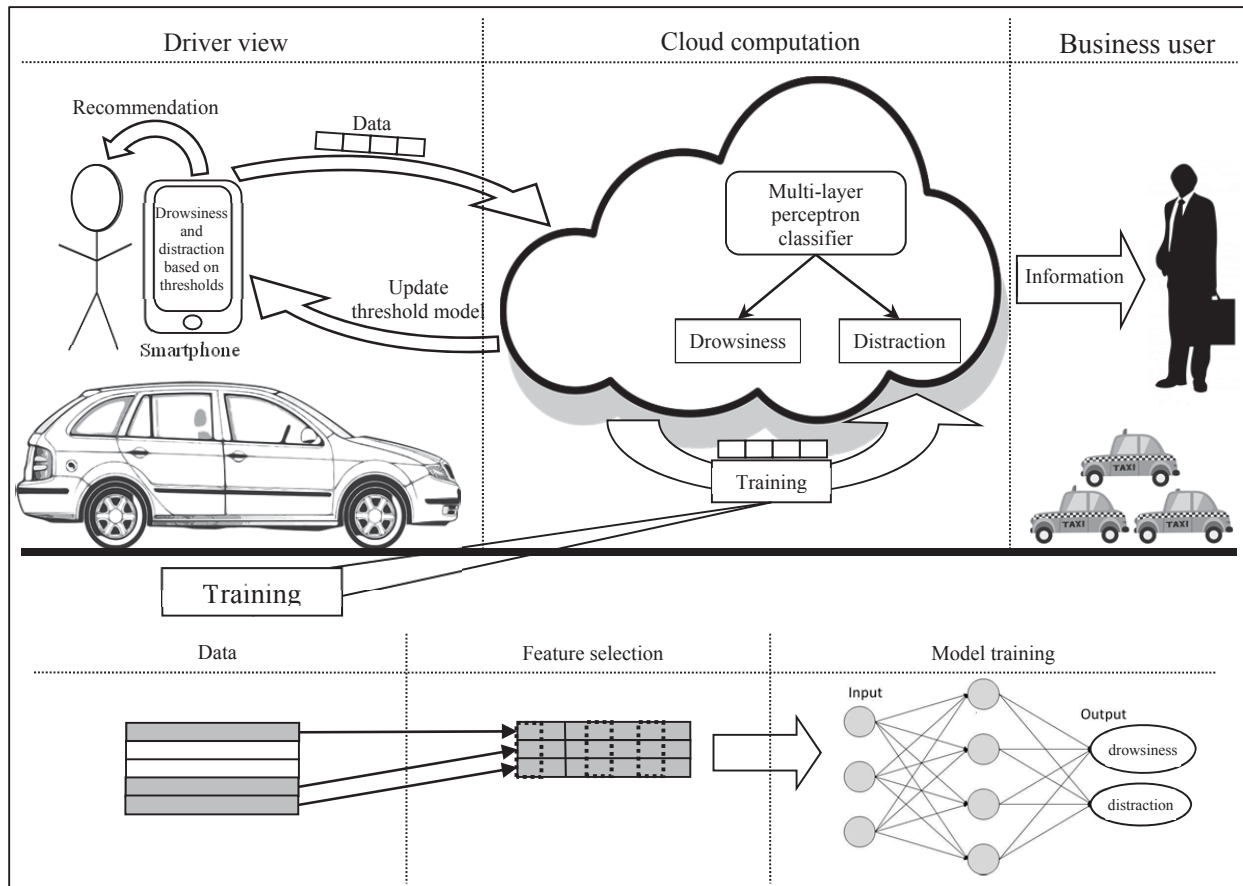 Driver view
Cloud computation
Business user
Recommendation
Data
Drowsiness
and
distraction
based on
thresholds
Smartphone
Update
threshold model
Multi-layer
perceptron
classifier
Drowsiness
Distraction
Information
Training
TAXI
TAXI
TAXI
Training
Data
Feature selection
Model training
Input
Output
drowsiness
distraction